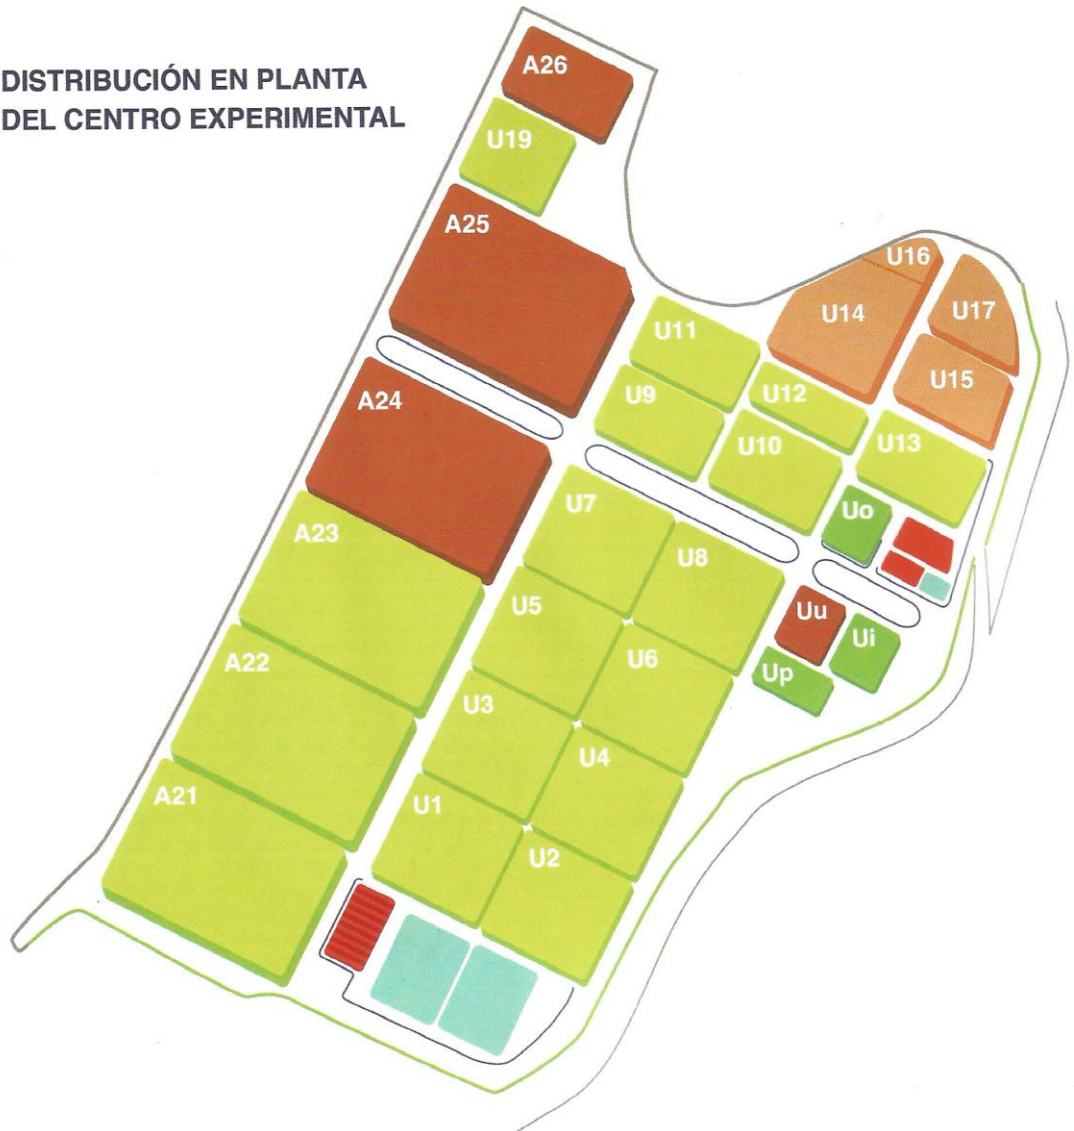 DISTRIBUCIÓN EN PLANTA
DEL CENTRO EXPERIMENTAL
A26
U19
A25
U16
U14
U17
U11
U15
U12
U9
A24
U13
U10
U7
Uo
A23
U8
U5
Uu
Ui
U6
A22
Up
U3
U4
A21
U1
U2